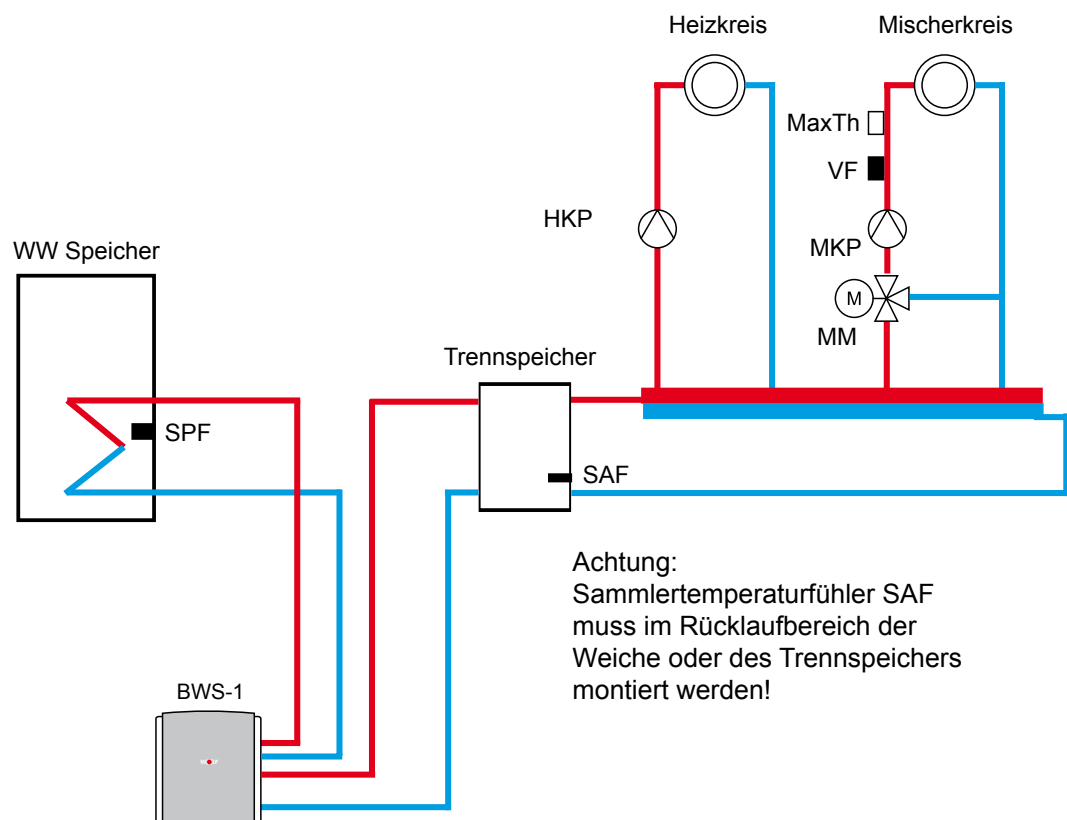 Heizkreis
Mischerkreis
MaxTh
VF
HKP
MKP
WW Speicher
M
MM
Trennspeicher
SPF
SAF
Achtung:
Sammlertemperaturfühler SAF
muss im Rücklaufbereich der
Weiche oder des Trennspeichers
montiert werden!
BWS-1